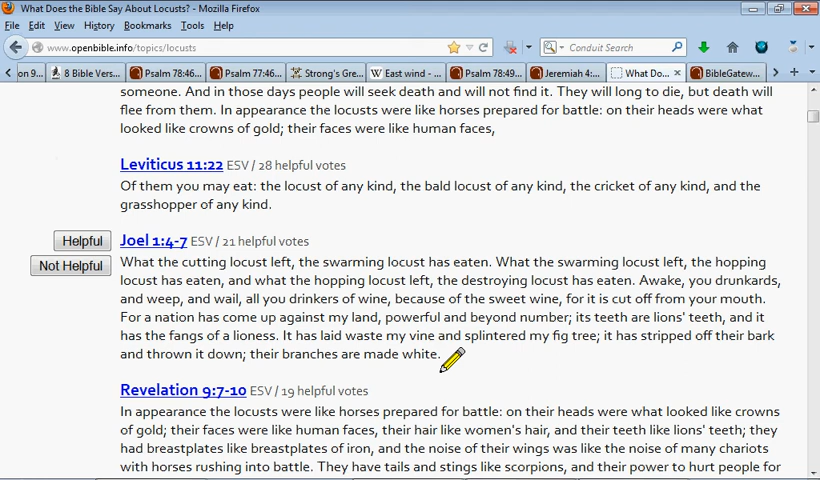 What Does the Bible Say About Locusts? - Mozilla Firefox
File Edit View History Bookmarks Tools Help
www.openbible.info/topics/locusts
Conduit Search
on 9...
8 Bible Vers...
Psalm 78:46...
Psalm 77:46...
Strong's Gre...
East wind - ...
Psalm 78:49...
Jeremiah 4:...
What Do...
BibleGatew...
someone. And in those days people will seek death and will not find it. They will long to die, but death will
flee from them. In appearance the locusts were like horses prepared for battle: on their heads were what
looked like crowns of gold; their faces were like human faces,
Leviticus 11:22 ESV / 28 helpful votes
Of them you may eat: the locust of any kind, the bald locust of any kind, the cricket of any kind, and the
grasshopper of any kind.
Helpful
Not Helpful
Joel 1:4-7 ESV / 21 helpful votes
What the cutting locust left, the swarming locust has eaten. What the swarming locust left, the hopping
locust has eaten, and what the hopping locust left, the destroying locust has eaten. Awake, you drunkards,
and weep, and wail, all you drinkers of wine, because of the sweet wine, for it is cut off from your mouth.
For a nation has come up against my land, powerful and beyond number; its teeth are lions' teeth, and it
has the fangs of a lioness. It has laid waste my vine and splintered my fig tree; it has stripped off their bark
and thrown it down; their branches are made white.
Revelation 9:7-10 ESV / 19 helpful votes
In appearance the locusts were like horses prepared for battle: on their heads were what looked like crowns
of gold; their faces were like human faces, their hair like women's hair, and their teeth like lions' teeth; they
had breastplates like breastplates of iron, and the noise of their wings was like the noise of many chariots
with horses rushing into battle. They have tails and stings like scorpions, and their power to hurt people for